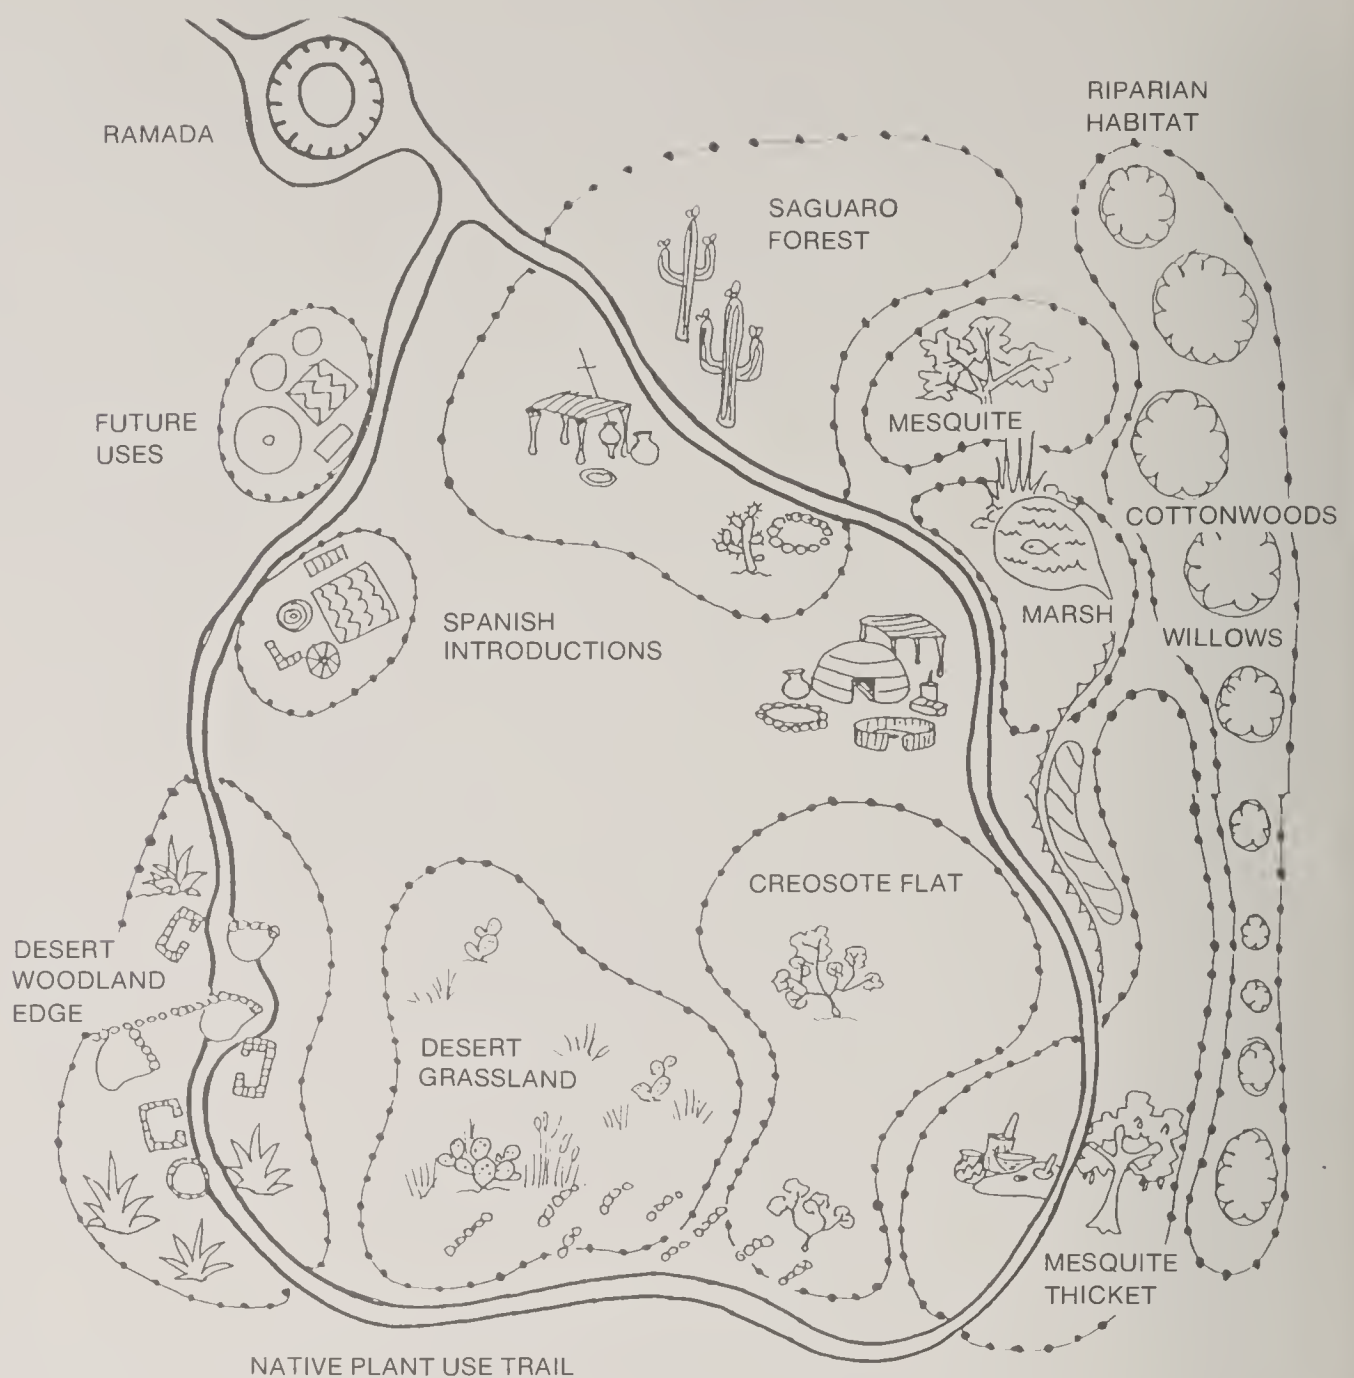 RIPARIAN
HABITAT
RAMADA
SAGUARO
FOREST
FUTURE
USES
MESQUITE
COTTONWOODS
MARSH
WILLOWS
SPANISH
INTRODUCTIONS
CREOSOTE FLAT
DESERT
WOODLAND
EDGE
DESERT
GRASSLAND
MESQUITE
THICKET
NATIVE PLANT USE TRAIL